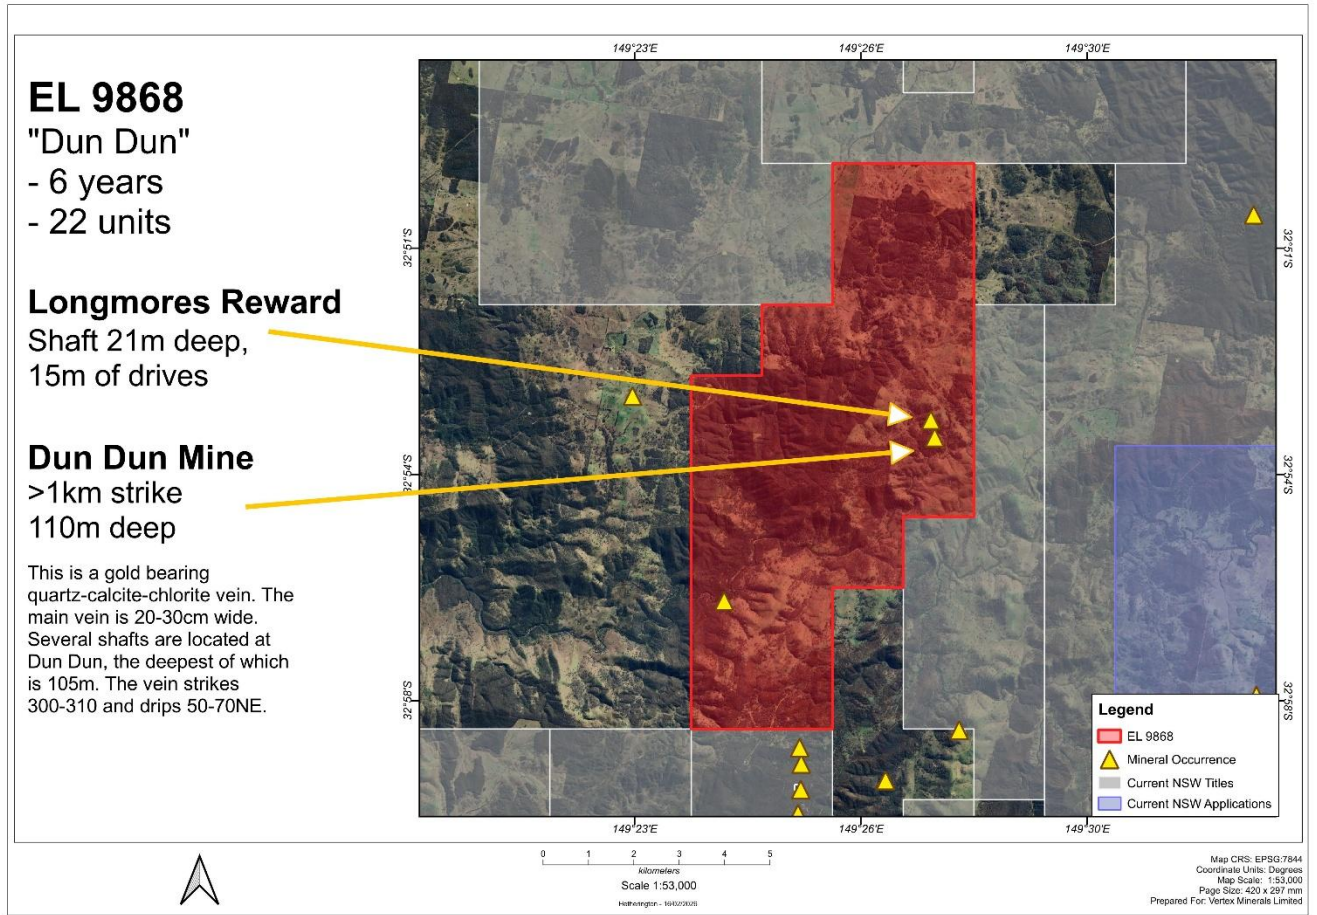 149°23'E
149°26'E
149°30'E
EL 9868
"Dun Dun"
- 6 years
- 22 units
32°51'S
32°51'S
Longmores Reward
Shaft 21m deep,
15m of drives
Dun Dun Mine
>1km strike
110m deep
32°54'S
32°54'S
This is a gold bearing
quartz-calcite-chlorite vein. The
main vein is 20-30cm wide.
Several shafts are located at
Dun Dun, the deepest of which
is 105m. The vein strikes
300-310 and drips 50-70NE.
32°58'S
32°58'S
Legend
EL 9868
Mineral Occurrence
Current NSW Titles
Current NSW Applications
149°23'E
149°26'E
149°30'E
0 1 2 3 4 5
kilometers
Scale 1:53,000
Hetherington - 16/02/2026
Map CRS: EPSG:7844
Coordinate Units: Degrees
Map Scale: 1:53,000
Page Size: 420 x 297 mm
Prepared For: Vertex Minerals Limited